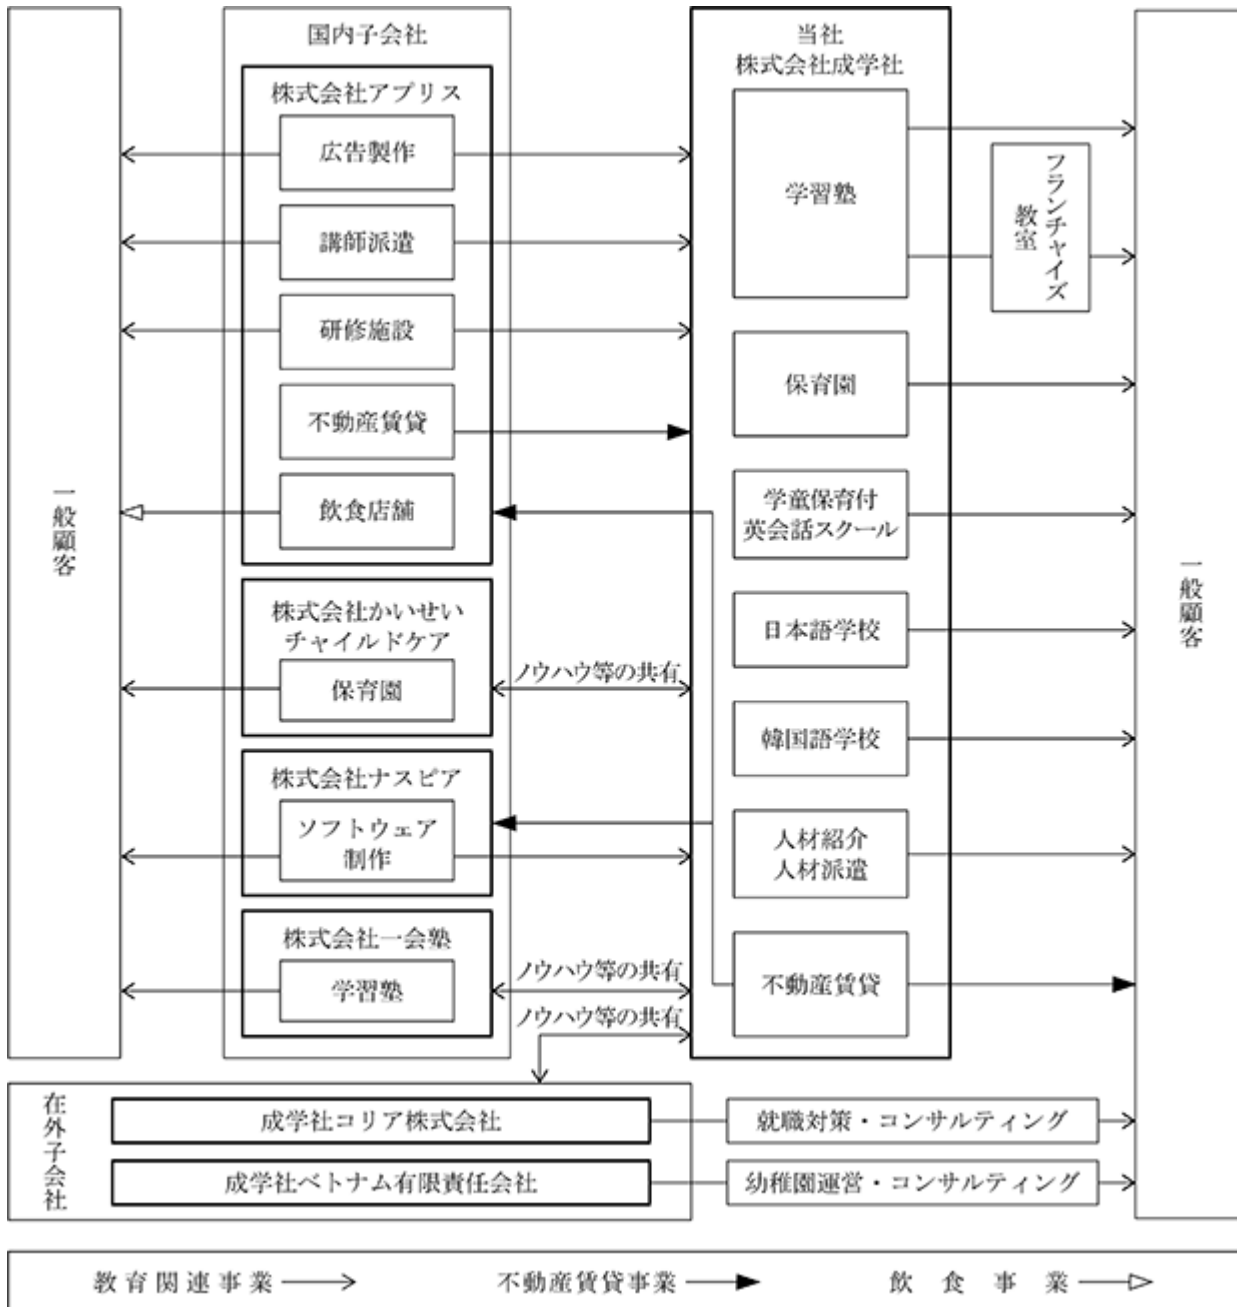 一般顧客
国内子会社
株式会社アプリス
広告製作
講師派遣
研修施設
不動産賃貸
飲食店舗
株式会社かいせい
チャイルドケア
保育園
株式会社ナスピア
ソフトウェア
制作
株式会社一会塾
学習塾
ノウハウ等の共有
ノウハウ等の共有
ノウハウ等の共有
当社
株式会社成学社
学習塾
フランチャイズ
教室
保育園
学童保育付
英会話スクール
日本語学校
韓国語学校
人材紹介
人材派遣
不動産賃貸
一般顧客
在外子会社
成学社コリア株式会社
就職対策・コンサルティング
成学社ベトナム有限責任会社
幼稚園運営・コンサルティング
教育関連事業
不動産賃貸事業
飲食事業